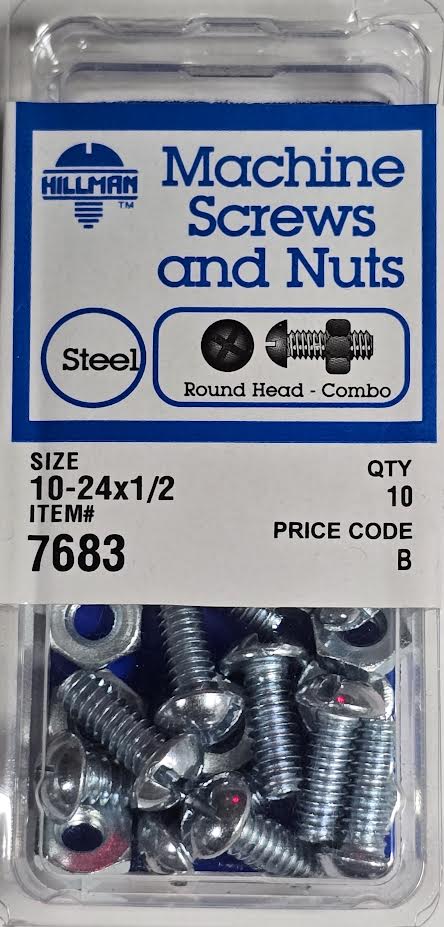 HILLMAN
TM
Machine
Screws
and Nuts
Steel
Round Head - Combo
SIZE
10-24x1/2
ITEM#
7683
QTY
10
PRICE CODE
B